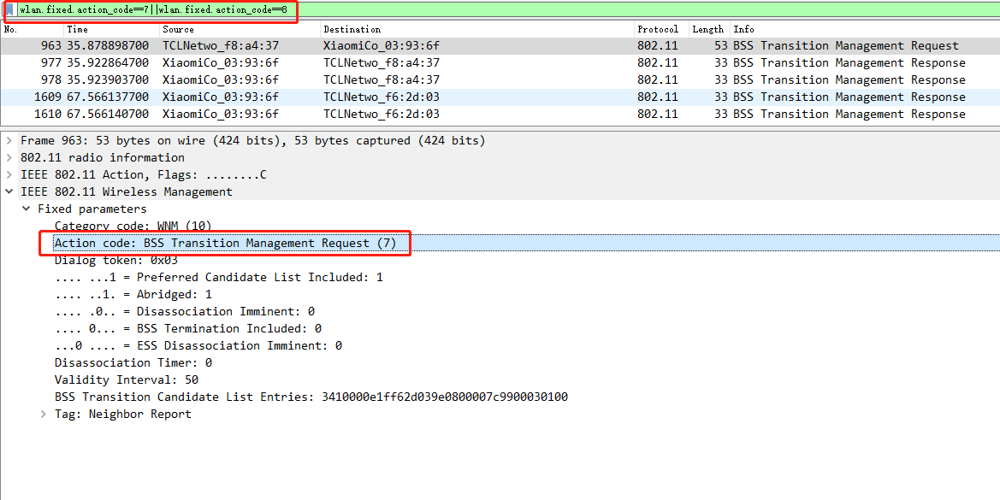 wlan.fixed.action_code==7||wlan.fixed.action_code==8
No. Time Source Destination Protocol Length Info
963 35.878898700 TCLNetwo_f8:a4:37 XiaomiCo_03:93:6f 802.11 53 BSS Transition Management Request
977 35.922864700 XiaomiCo_03:93:6f TCLNetwo_f8:a4:37 802.11 33 BSS Transition Management Response
978 35.923903700 XiaomiCo_03:93:6f TCLNetwo_f8:a4:37 802.11 33 BSS Transition Management Response
1609 67.566137700 XiaomiCo_03:93:6f TCLNetwo_f6:2d:03 802.11 33 BSS Transition Management Response
1610 67.566140700 XiaomiCo_03:93:6f TCLNetwo_f6:2d:03 802.11 33 BSS Transition Management Response
Frame 963: 53 bytes on wire (424 bits), 53 bytes captured (424 bits)
802.11 radio information
IEEE 802.11 Action, Flags: ........C
IEEE 802.11 Wireless Management
Fixed parameters
Category code: WNM (10)
Action code: BSS Transition Management Request (7)
Dialog token: 0x03
.... ...1 = Preferred Candidate List Included: 1
.... ..1. = Abridged: 1
.... .0.. = Disassociation Imminent: 0
.... 0... = BSS Termination Included: 0
...0 .... = ESS Disassociation Imminent: 0
Disassociation Timer: 0
Validity Interval: 50
BSS Transition Candidate List Entries: 3410000e1ff62d039e0800007c9900030100
Tag: Neighbor Report